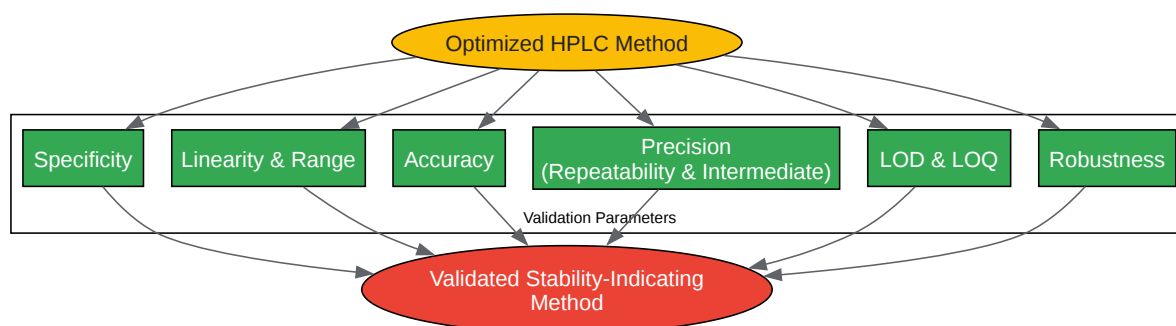 Optimized HPLC Method
Specificity
Linearity & Range
Accuracy
Precision
(Repeatability & Intermediate)
LOD & LOQ
Robustness
Validation Parameters
Validated Stability-Indicating
Method